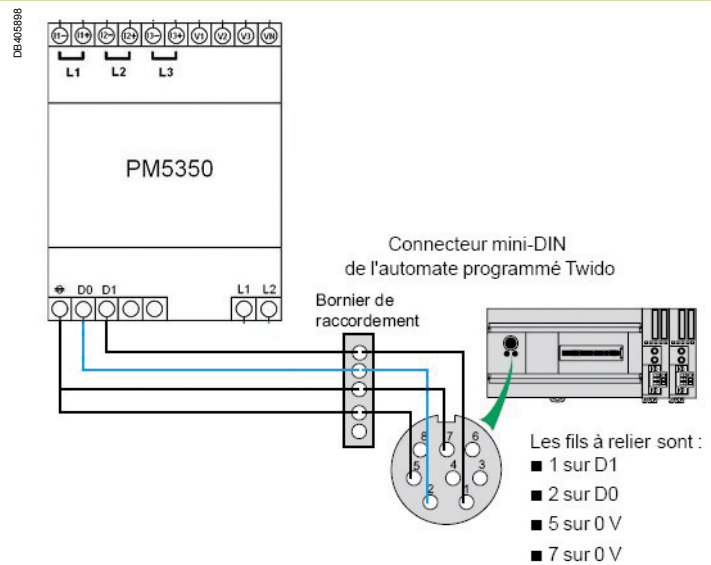 DB405898
I1- I1+ I2- I2+ I3- I3+ V1 V2 V3 VN
L1 L2 L3
PM5350
Connecteur mini-DIN
de l'automate programmé Twido
D0 D1 L1 L2
Bornier de
raccordement
8 7 6
5 4 3
2 1
Les fils à relier sont :
■ 1 sur D1
■ 2 sur D0
■ 5 sur 0 V
■ 7 sur 0 V